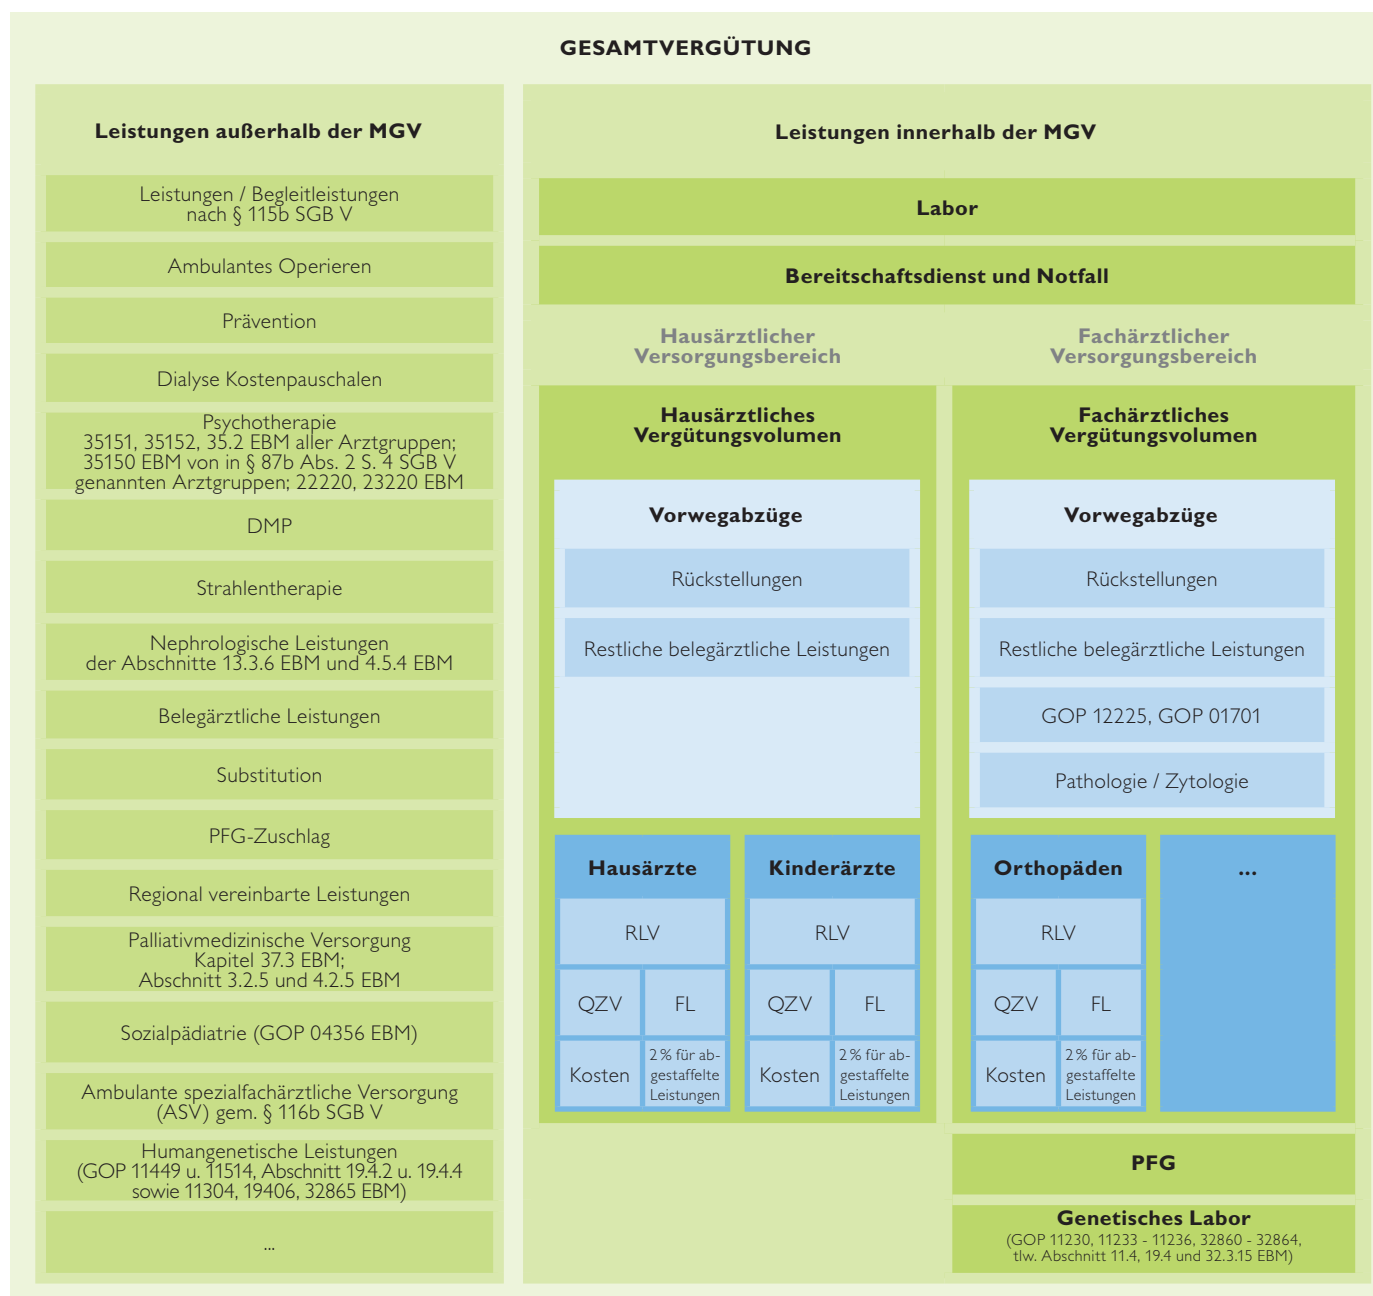 GESAMTVERGÜTUNG
Leistungen außerhalb der MGV
Leistungen / Begleitleistungen
nach § 115b SGB V
Ambulantes Operieren
Prävention
Dialyse Kostenpauschalen
Psychotherapie
35151, 35152, 35.2 EBM aller Arztgruppen;
35150 EBM von in § 87b Abs. 2 S. 4 SGB V
genannten Arztgruppen; 22220, 23220 EBM
DMP
Strahlentherapie
Nephrologische Leistungen
der Abschnitte 13.3.6 EBM und 4.5.4 EBM
Belegärztliche Leistungen
Substitution
PFG-Zuschlag
Regional vereinbarte Leistungen
Palliativmedizinische Versorgung
Kapitel 37.3 EBM;
Abschnitt 3.2.5 und 4.2.5 EBM
Sozialpädiatrie (GOP 04356 EBM)
Ambulante spezialfachärztliche Versorgung
(ASV) gem. § 116b SGB V
Humangenetische Leistungen
(GOP 11449 u. 11514, Abschnitt 19.4.2 u. 19.4.4
sowie 11304, 19406, 32865 EBM)
...
Leistungen innerhalb der MGV
Labor
Bereitschaftsdienst und Notfall
Hausärztlicher
Versorgungsbereich
Hausärztliches
Vergütungsvolumen
Vorwegabzüge
Rückstellungen
Restliche belegärztliche Leistungen
Hausärzte
RLV
QZV
FL
Kosten
2 % für ab-
gestaffelte
Leistungen
Kinderärzte
RLV
QZV
FL
Kosten
2 % für ab-
gestaffelte
Leistungen
Fachärztlicher
Versorgungsbereich
Fachärztliches
Vergütungsvolumen
Vorwegabzüge
Rückstellungen
Restliche belegärztliche Leistungen
GOP 12225, GOP 01701
Pathologie / Zytologie
Orthopäden
RLV
QZV
FL
Kosten
2 % für ab-
gestaffelte
Leistungen
...
PFG
Genetisches Labor
(GOP 11230, 11233 - 11236, 32860 - 32864,
tlw. Abschnitt 11.4, 19.4 und 32.3.15 EBM)